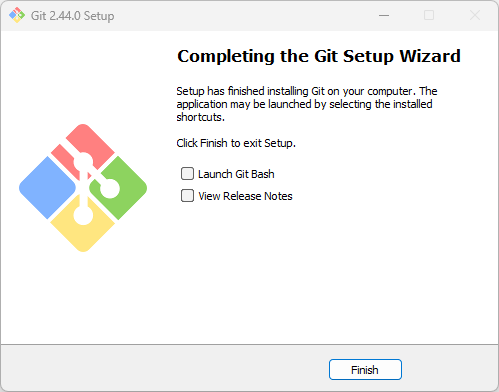 Git 2.44.0 Setup
Completing the Git Setup Wizard
Setup has finished installing Git on your computer. The
application may be launched by selecting the installed
shortcuts.
Click Finish to exit Setup.
Launch Git Bash
View Release Notes
Finish